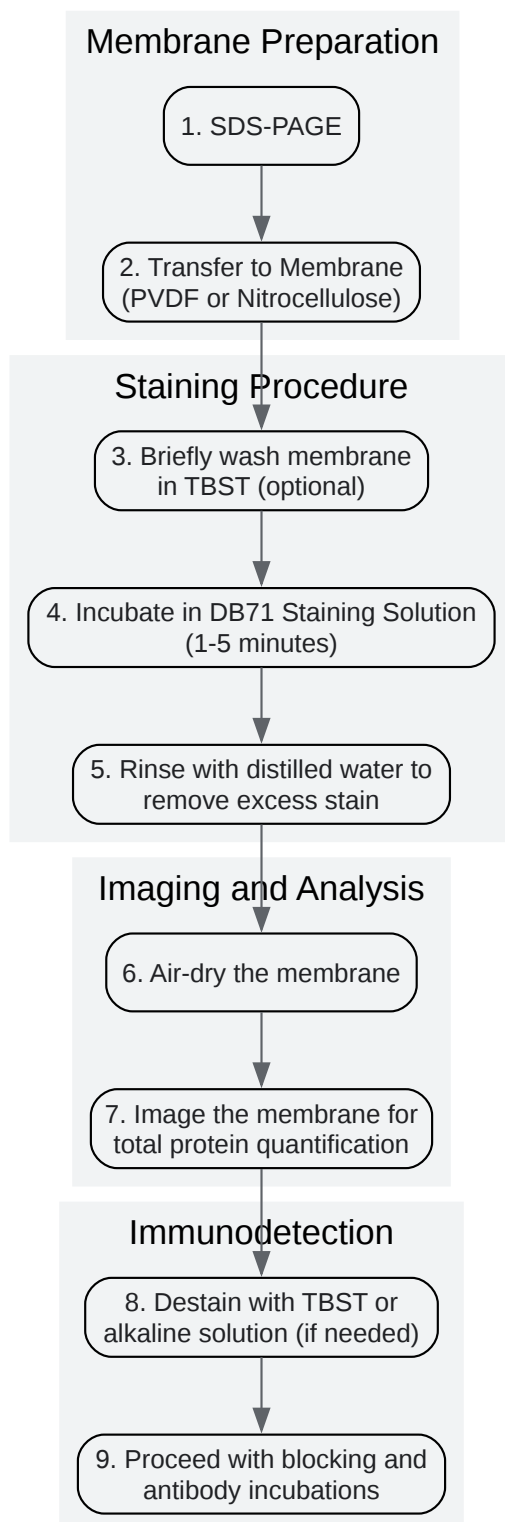 Membrane Preparation
1. SDS-PAGE
2. Transfer to Membrane
(PVDF or Nitrocellulose)
Staining Procedure
3. Briefly wash membrane
in TBST (optional)
4. Incubate in DB71 Staining Solution
(1-5 minutes)
5. Rinse with distilled water to
remove excess stain
Imaging and Analysis
6. Air-dry the membrane
7. Image the membrane for
total protein quantification
Immunodetection
8. Destain with TBST or
alkaline solution (if needed)
9. Proceed with blocking and
antibody incubations